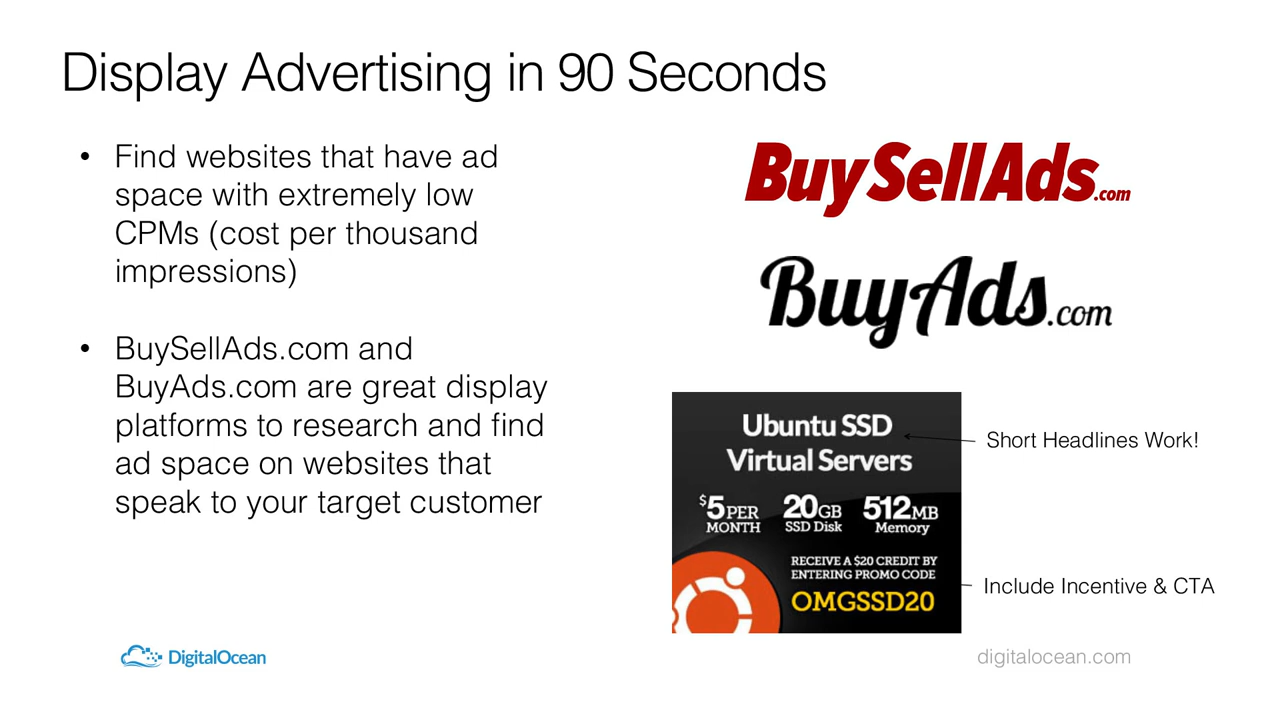 Display Advertising in 90 Seconds
• Find websites that have ad
space with extremely low
CPMs (cost per thousand
impressions)
• BuySellAds.com and
BuyAds.com are great display
platforms to research and find
ad space on websites that
speak to your target customer
BuySellAds.com
BuyAds.com
Ubuntu SSD
Virtual Servers
$5 PER MONTH
20GB SSD Disk
512MB Memory
RECEIVE A $20 CREDIT BY
ENTERING PROMO CODE
OMGSSD20
Short Headlines Work!
Include Incentive & CTA
DigitalOcean
digitalocean.com